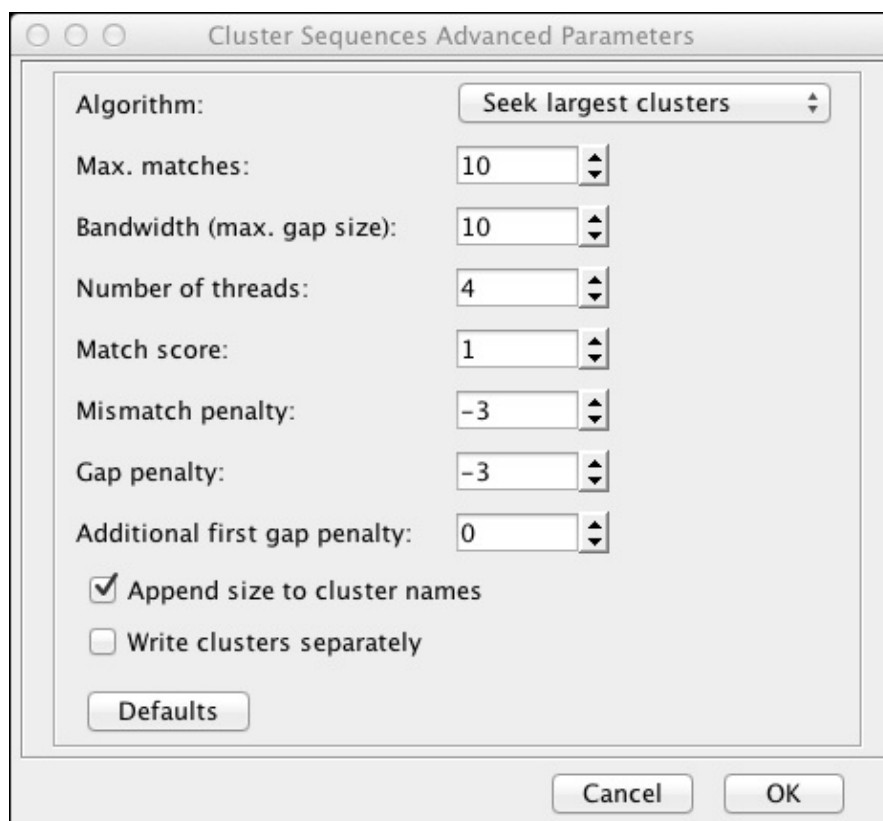 Cluster Sequences Advanced Parameters
Algorithm: Seek largest clusters
Max. matches: 10
Bandwidth (max. gap size): 10
Number of threads: 4
Match score: 1
Mismatch penalty: -3
Gap penalty: -3
Additional first gap penalty: 0
Append size to cluster names
Write clusters separately
Defaults
Cancel OK